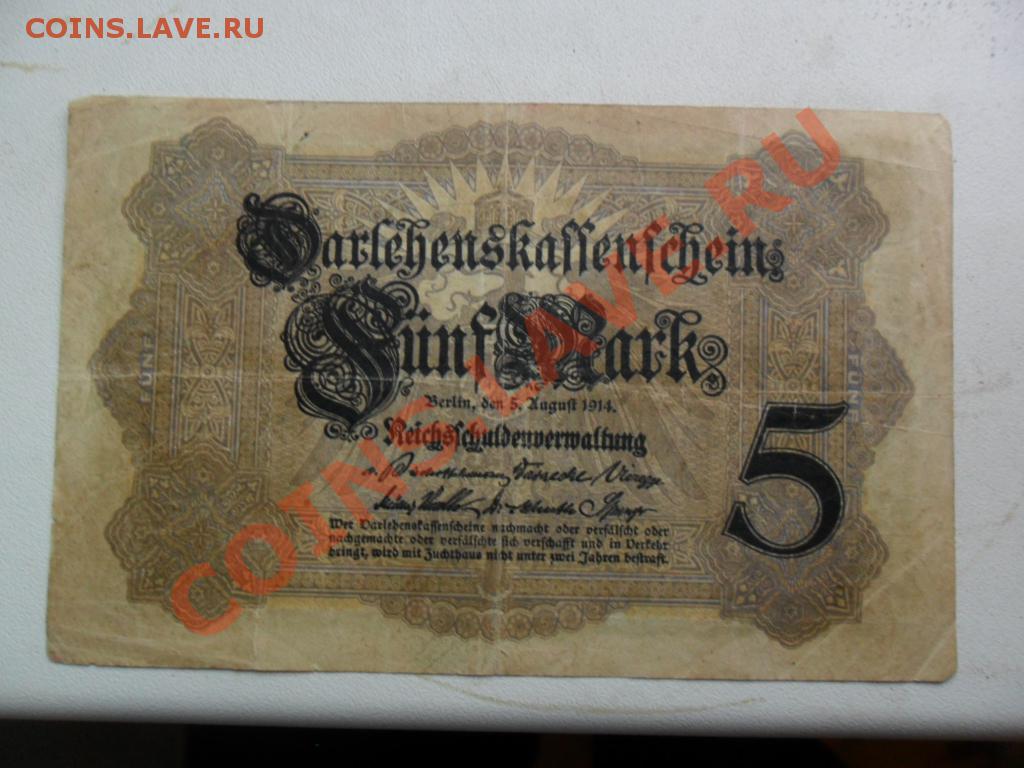 COINS.LAVE.RU
Darlehenskassenschein
Fünf Mark
FÜNF
FÜNF
Berlin, den 5. August 1914.
Reichsschuldenverwaltung
5
Wer Darlehenskassenscheine nachmacht oder verfälscht oder
nachgemachte oder verfälschte sich verschafft und in Verkehr
bringt, wird mit Zuchthaus nicht unter zwei Jahren bestraft.
COINS.LAVE.RU